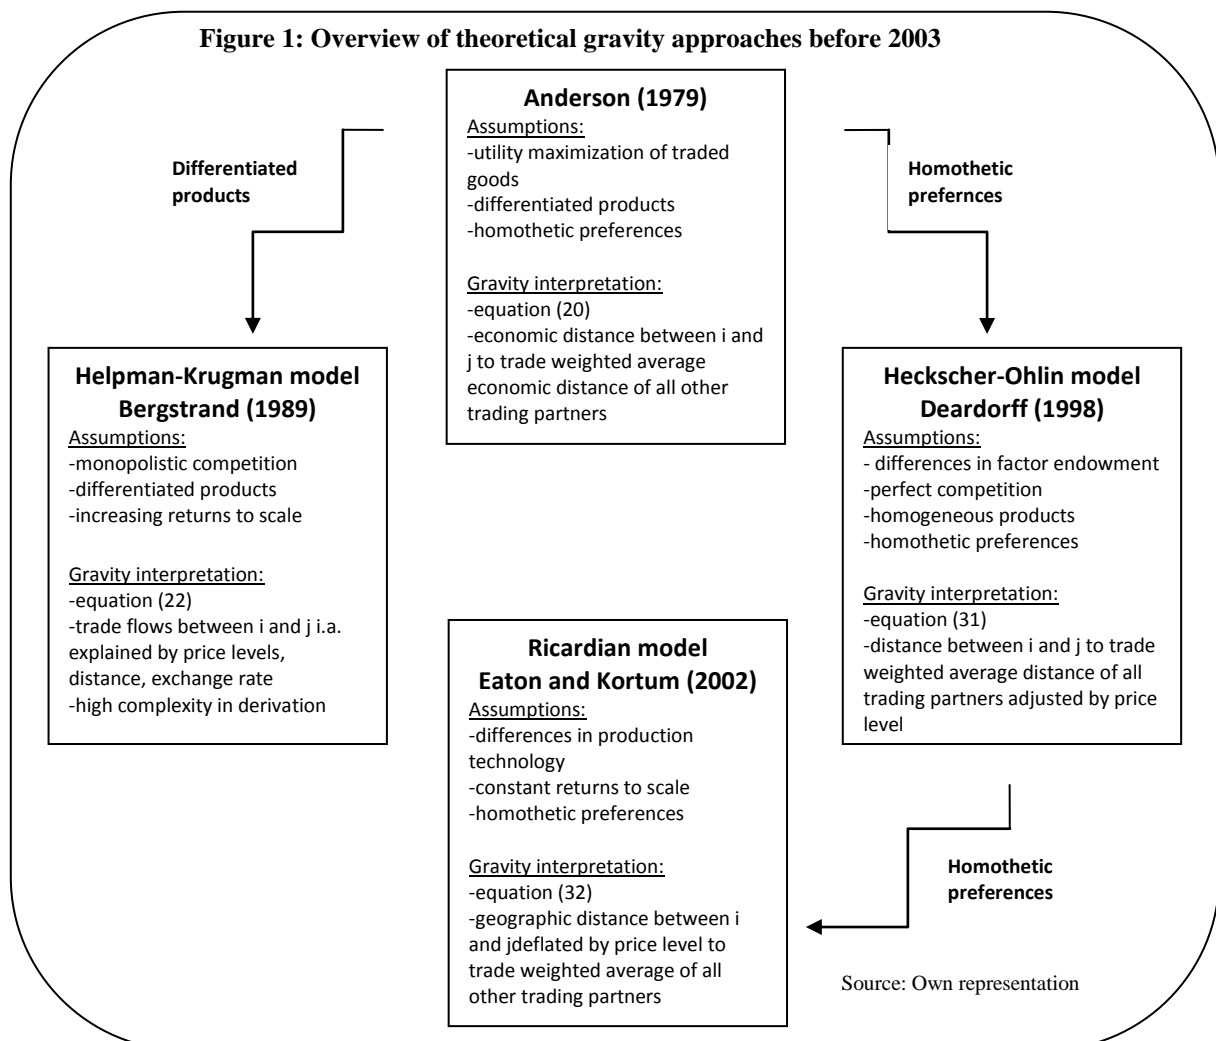 Figure 1: Overview of theoretical gravity approaches before 2003
Anderson (1979)
Assumptions:
-utility maximization of traded
goods
-differentiated products
-homothetic preferences
Gravity interpretation:
-equation (20)
-economic distance between i and
j to trade weighted average
economic distance of all other
trading partners
Differentiated
products
Homothetic
prefernces
Helpman-Krugman model
Bergstrand (1989)
Assumptions:
-monopolistic competition
-differentiated products
-increasing returns to scale
Gravity interpretation:
-equation (22)
-trade flows between i and j i.a.
explained by price levels,
distance, exchange rate
-high complexity in derivation
Heckscher-Ohlin model
Deardorff (1998)
Assumptions:
- differences in factor endowment
-perfect competition
-homogeneous products
-homothetic preferences
Gravity interpretation:
-equation (31)
-distance between i and j to trade
weighted average distance of all
trading partners adjusted by price
level
Ricardian model
Eaton and Kortum (2002)
Assumptions:
-differences in production
technology
-constant returns to scale
-homothetic preferences
Gravity interpretation:
-equation (32)
-geographic distance between i
and jdeflated by price level to
trade weighted average of all
other trading partners
Homothetic
preferences
Source: Own representation